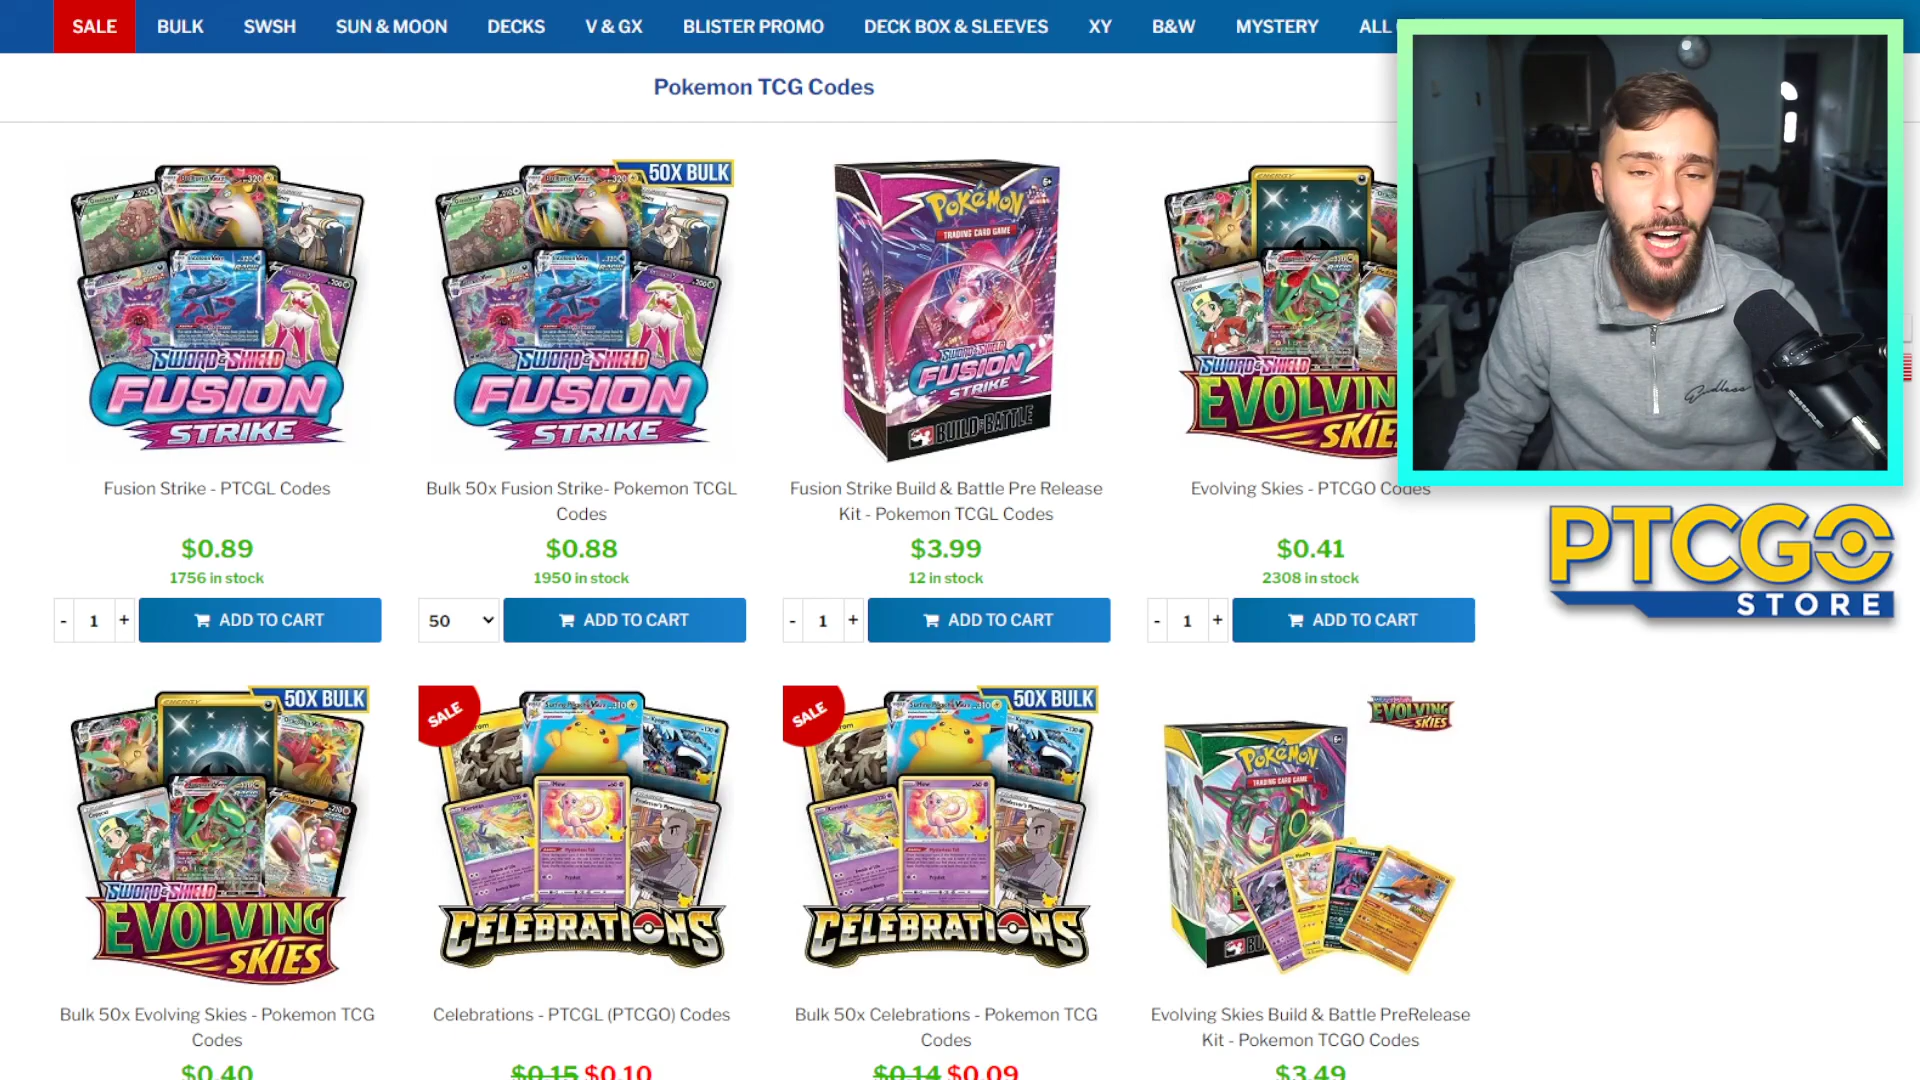 SALE BULK SWSH SUN & MOON DECKS V & GX BLISTER PROMO DECK BOX & SLEEVES XY B&W MYSTERY ALL
Pokemon TCG Codes
SWORD & SHIELD
FUSION
STRIKE
50X BULK
SWORD & SHIELD
FUSION
STRIKE
POKéMON
TRADING CARD GAME
SWORD & SHIELD
FUSION
STRIKE
BUILD & BATTLE
ENERGY
SWORD & SHIELD
EVOLVIN
SKIE
Fusion Strike - PTCGL Codes
Bulk 50x Fusion Strike- Pokemon TCGL
Codes
Fusion Strike Build & Battle Pre Release
Kit - Pokemon TCGL Codes
Evolving Skies - PTCGO Codes
$0.89 $0.88 $3.99 $0.41
1756 in stock 1950 in stock 12 in stock 2308 in stock
- 1 + ADD TO CART 50 ADD TO CART - 1 + ADD TO CART - 1 + ADD TO CART
Endless
PTCGO
STORE
50X BULK
SWORD & SHIELD
EVOLVING
SKIES
SALE
CÉLÉBRATIONS
SALE
50X BULK
CÉLÉBRATIONS
EVOLVING
SKIES
POKéMON
TRADING CARD GAME
Bulk 50x Evolving Skies - Pokemon TCG
Codes
Celebrations - PTCGL (PTCGO) Codes
Bulk 50x Celebrations - Pokemon TCG
Codes
Evolving Skies Build & Battle PreRelease
Kit - Pokemon TCGO Codes
$0.40 $0.15 $0.10 $0.14 $0.09 $3.49